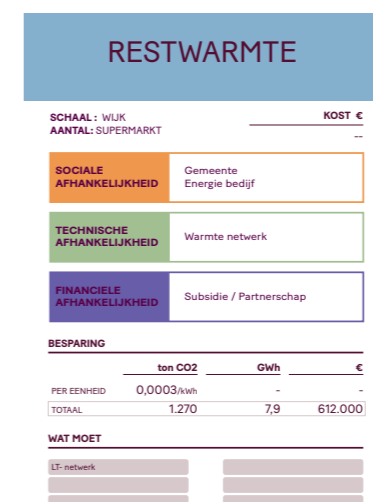 RESTWARMTE
SCHAAL : WIJK
AANTAL: SUPERMARKT
KOST €
--
SOCIALE
AFHANKELIJKHEID
Gemeente
Energie bedijf
TECHNISCHE
AFHANKELIJKHEID
Warmte netwerk
FINANCIELE
AFHANKELIJKHEID
Subsidie / Partnerschap
BESPARING
ton CO2 GWh €
PER EENHEID 0,0003/kWh - -
TOTAAL 1.270 7,9 612.000
WAT MOET
LT- netwerk